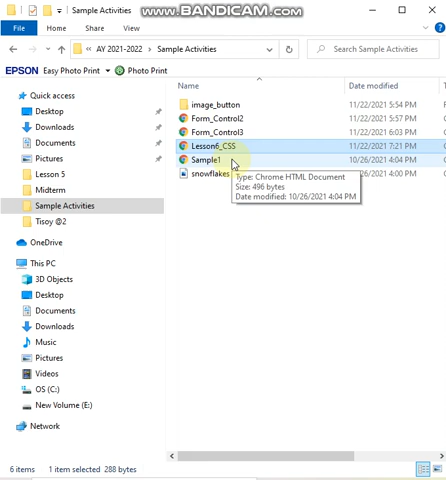 WWW.BANDICAM.COM
File Home Share View
« AY 2021-2022 > Sample Activities
Search Sample Activities
EPSON Easy Photo Print Photo Print
Name Date modified
Quick access
Desktop
Downloads
Documents
Pictures
Lesson 5
Midterm
Sample Activities
Tisoy @2
OneDrive
This PC
3D Objects
Desktop
Documents
Downloads
Music
Pictures
Videos
OS (C:)
New Volume (E:)
Network
image_button 11/22/2021 5:54 PM
Form_Control2 11/22/2021 5:57 PM
Form_Control3 11/22/2021 6:03 PM
Lesson6_CSS 11/22/2021 7:21 PM
Sample1 10/26/2021 4:04 PM
snowflakes /26/2021 4:00 PM
Type: Chrome HTML Document
Size: 496 bytes
Date modified: 10/26/2021 4:04 PM
6 items 1 item selected 288 bytes